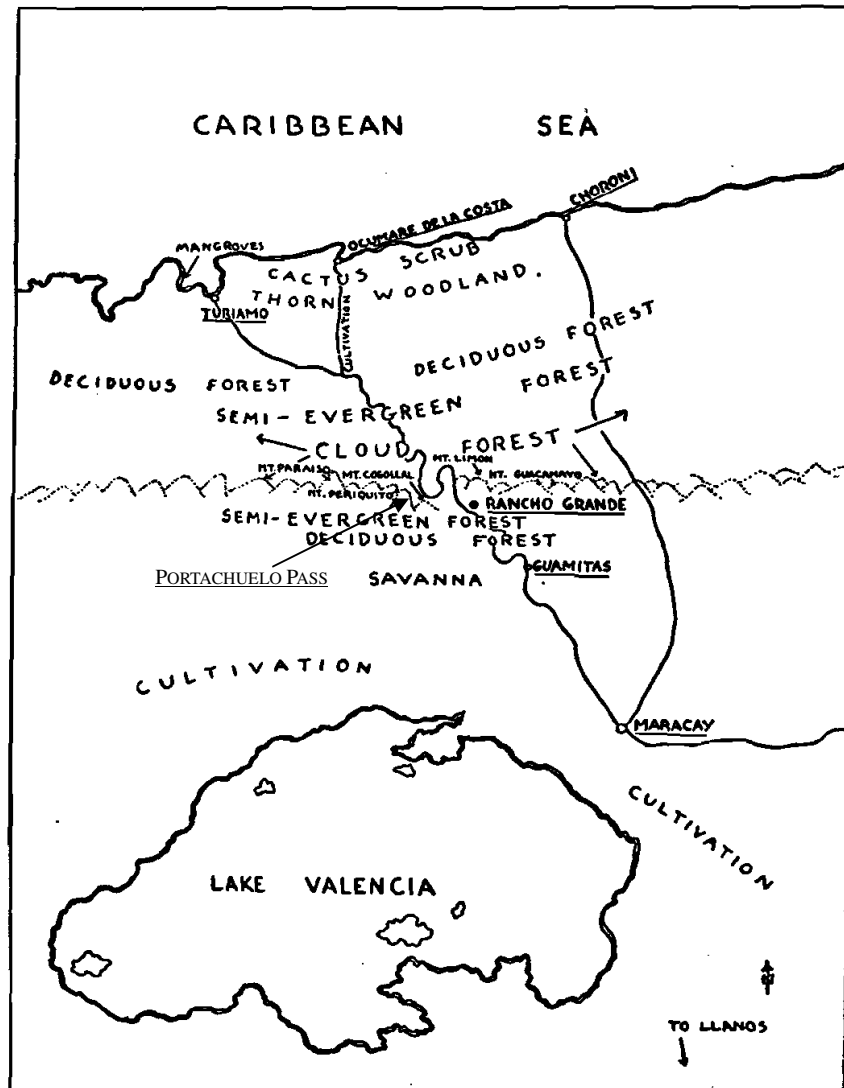 CARIBBEAN SEA
CHORONI
OCUMARE DE LA COSTA
MANGROVES
CACTUS SCRUB
THORN WOODLAND.
TURIAMO
CULTIVATION
DECIDUOUS FOREST
DECIDUOUS FOREST
SEMI-EVERGREEN FOREST
CLOUD FOREST
MT. LIMON
MT. PARAISO
MT. COGOLLAL
MT. GUACAMAYO
MT. PERIQUITO
RANCHO GRANDE
SEMI-EVERGREEN FOREST
DECIDUOUS FOREST
GUAMITAS
PORTACHUELO PASS
SAVANNA
CULTIVATION
MARACAY
CULTIVATION
LAKE VALENCIA
N
TO LLANOS